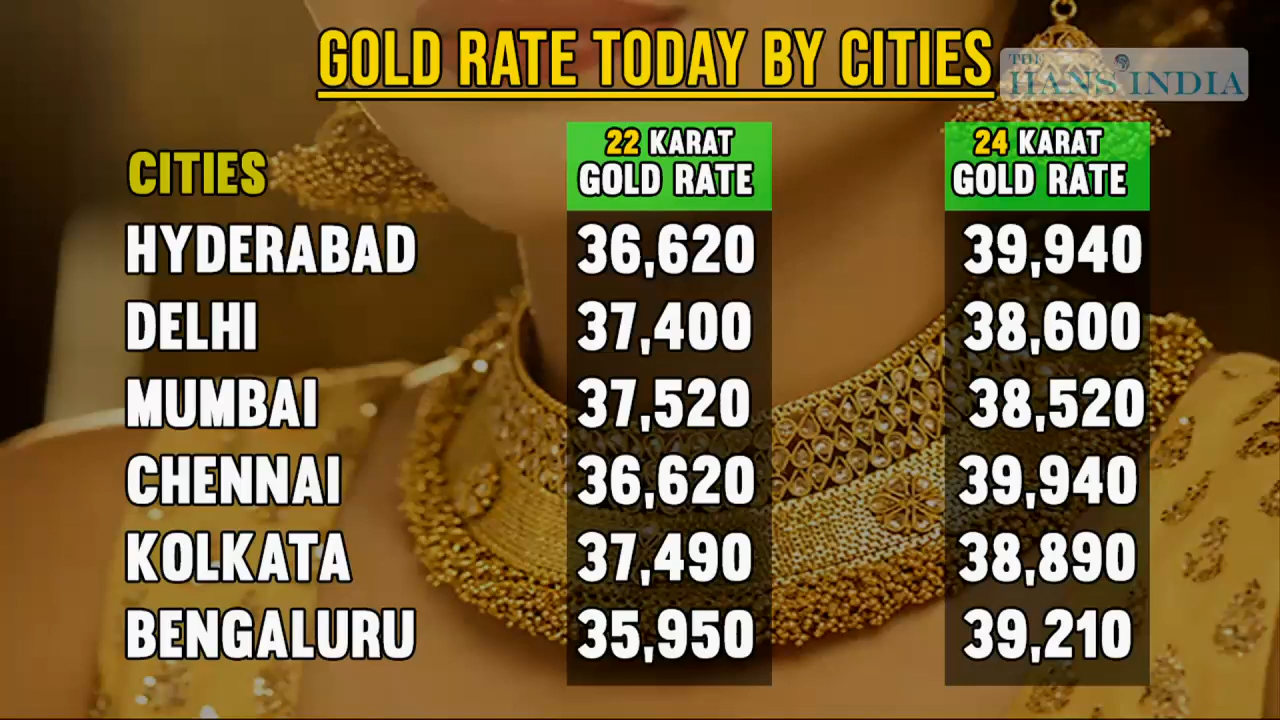 GOLD RATE TODAY BY CITIES
THE HANS INDIA
CITIES 22 KARAT GOLD RATE 24 KARAT GOLD RATE
HYDERABAD 36,620 39,940
DELHI 37,400 38,600
MUMBAI 37,520 38,520
CHENNAI 36,620 39,940
KOLKATA 37,490 38,890
BENGALURU 35,950 39,210